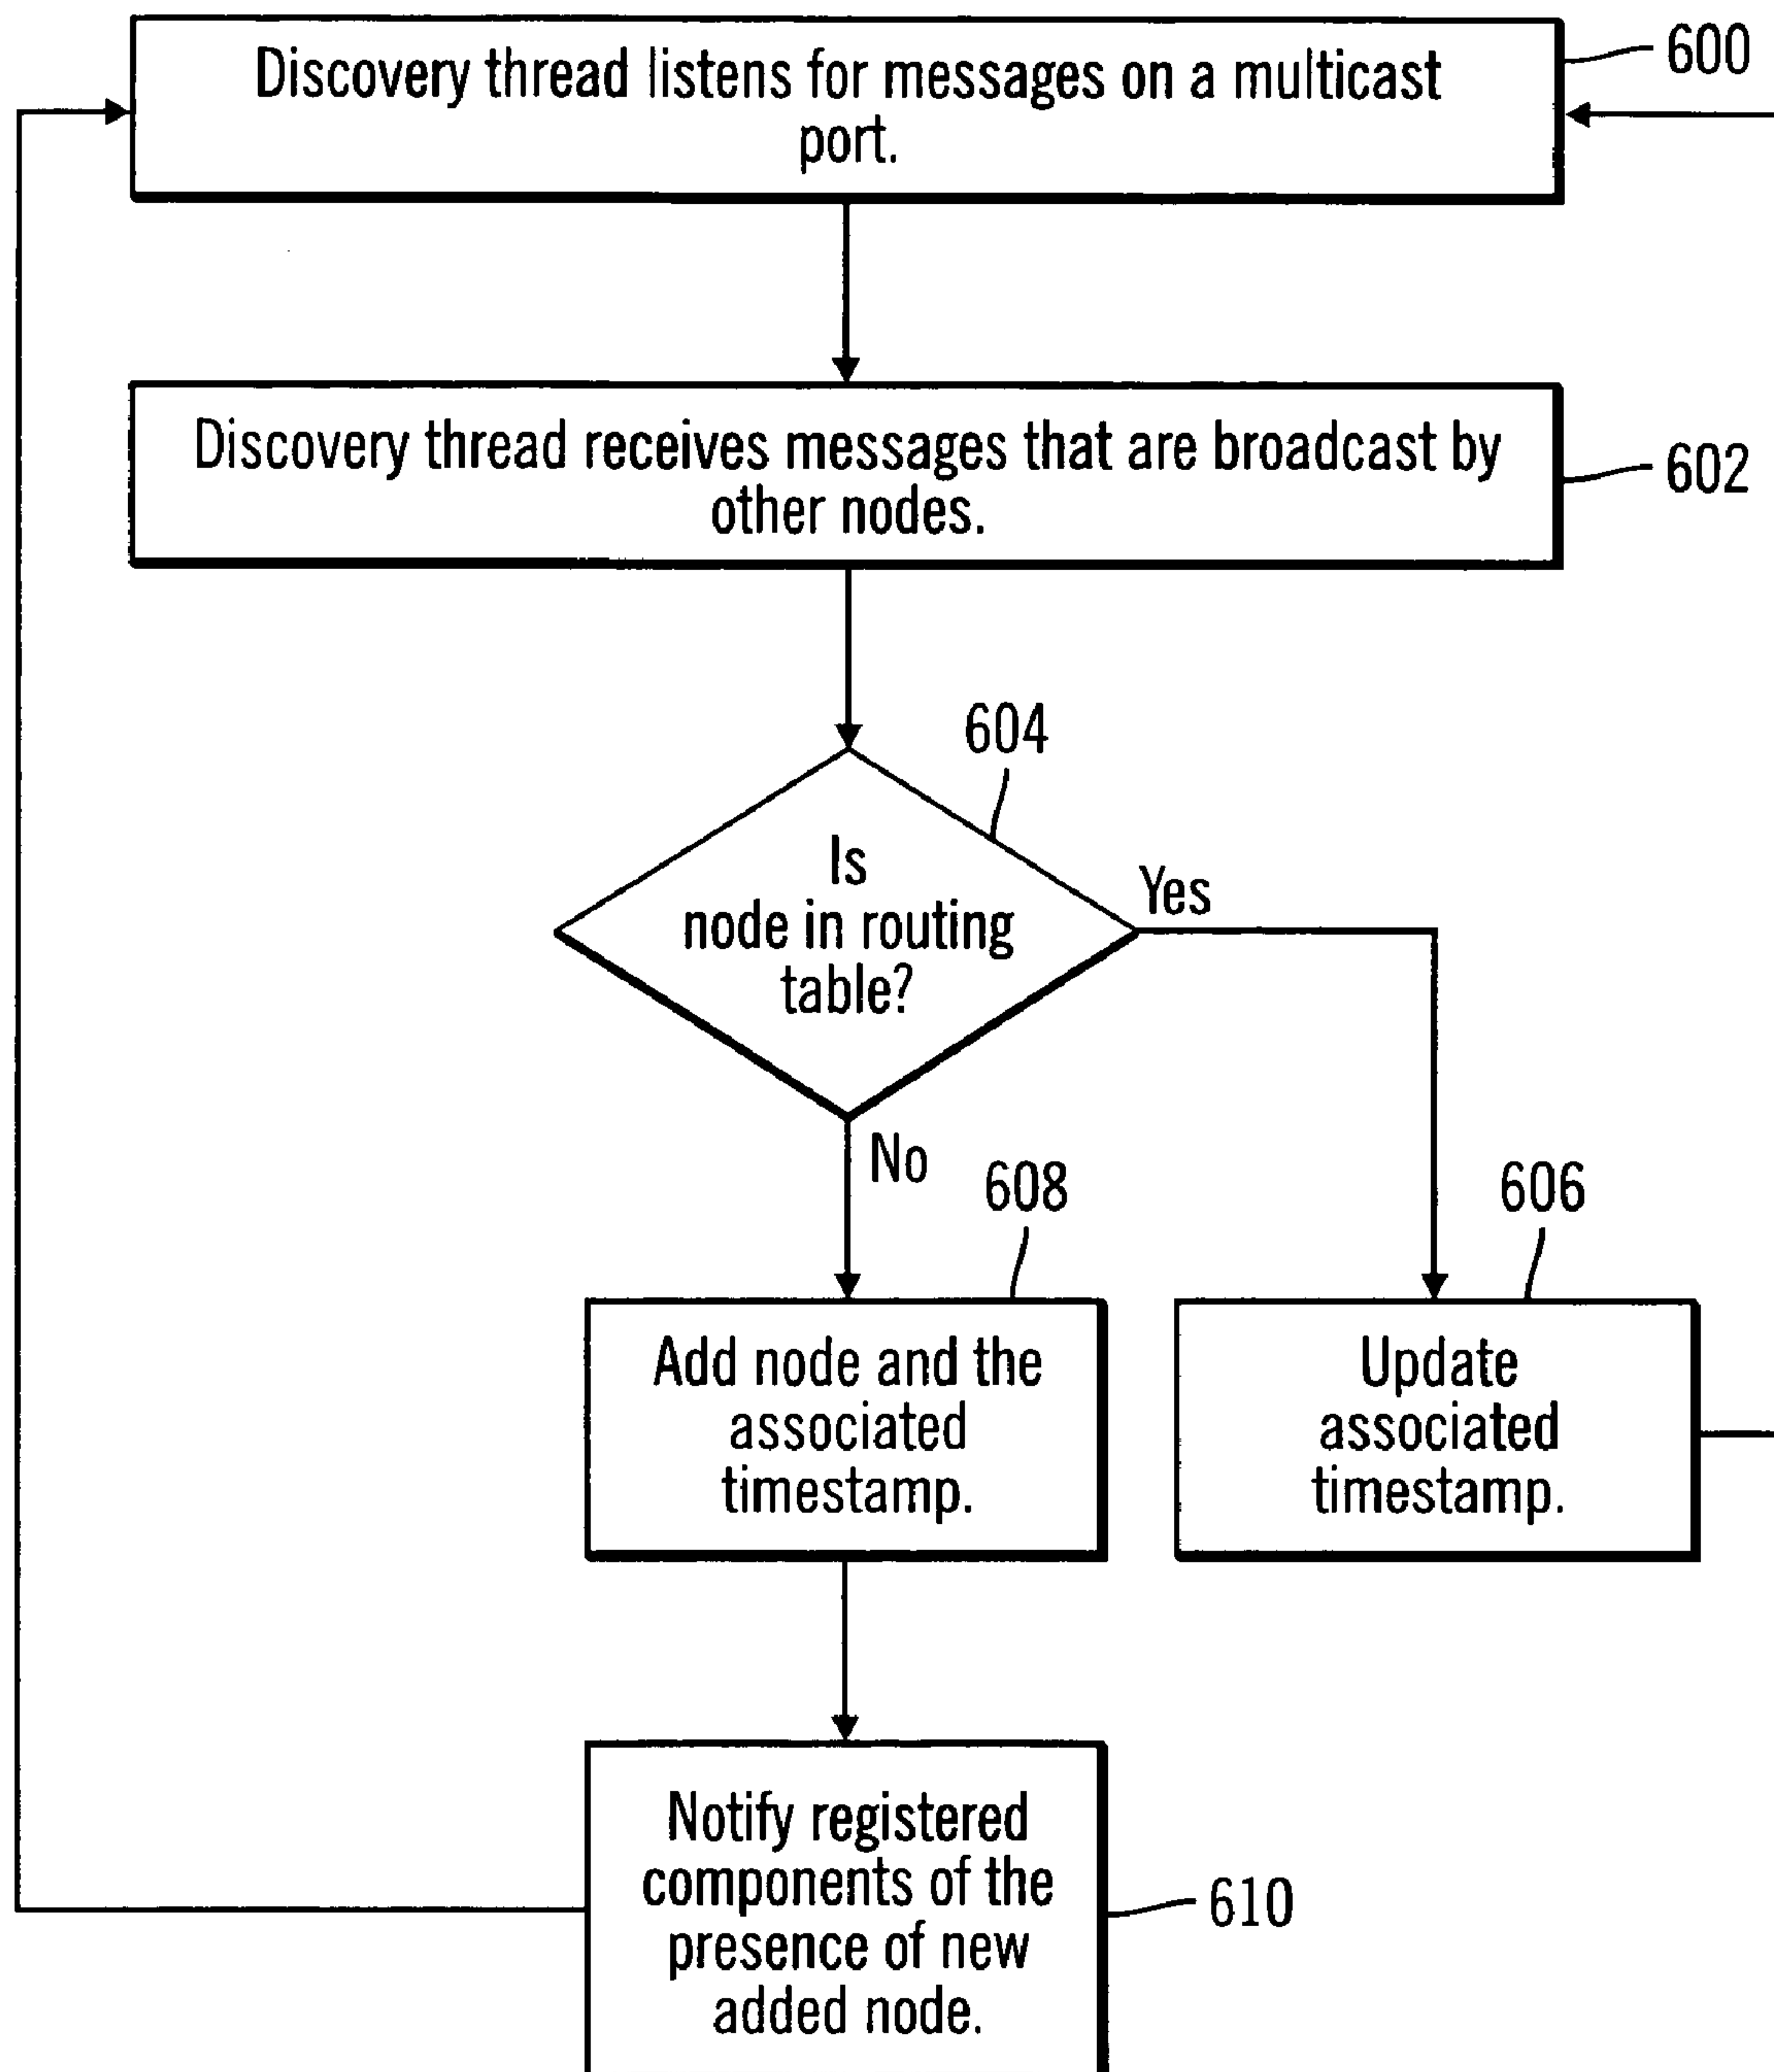 Discovery thread listens for messages on a multicast
port.
600
Discovery thread receives messages that are broadcast by
other nodes.
602
604
Is
node in routing
table?
Yes
No
608
606
Add node and the
associated
timestamp.
Update
associated
timestamp.
Notify registered
components of the
presence of new
added node.
610